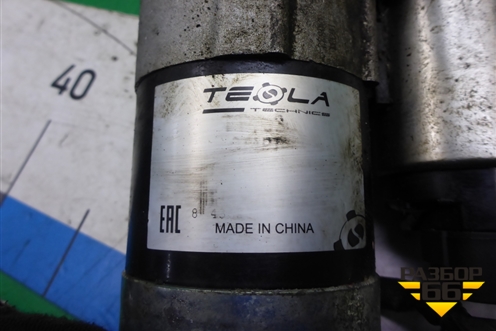 40
TESLA
TECHNICS
EAC
MADE IN CHINA
РАЗБОР
66